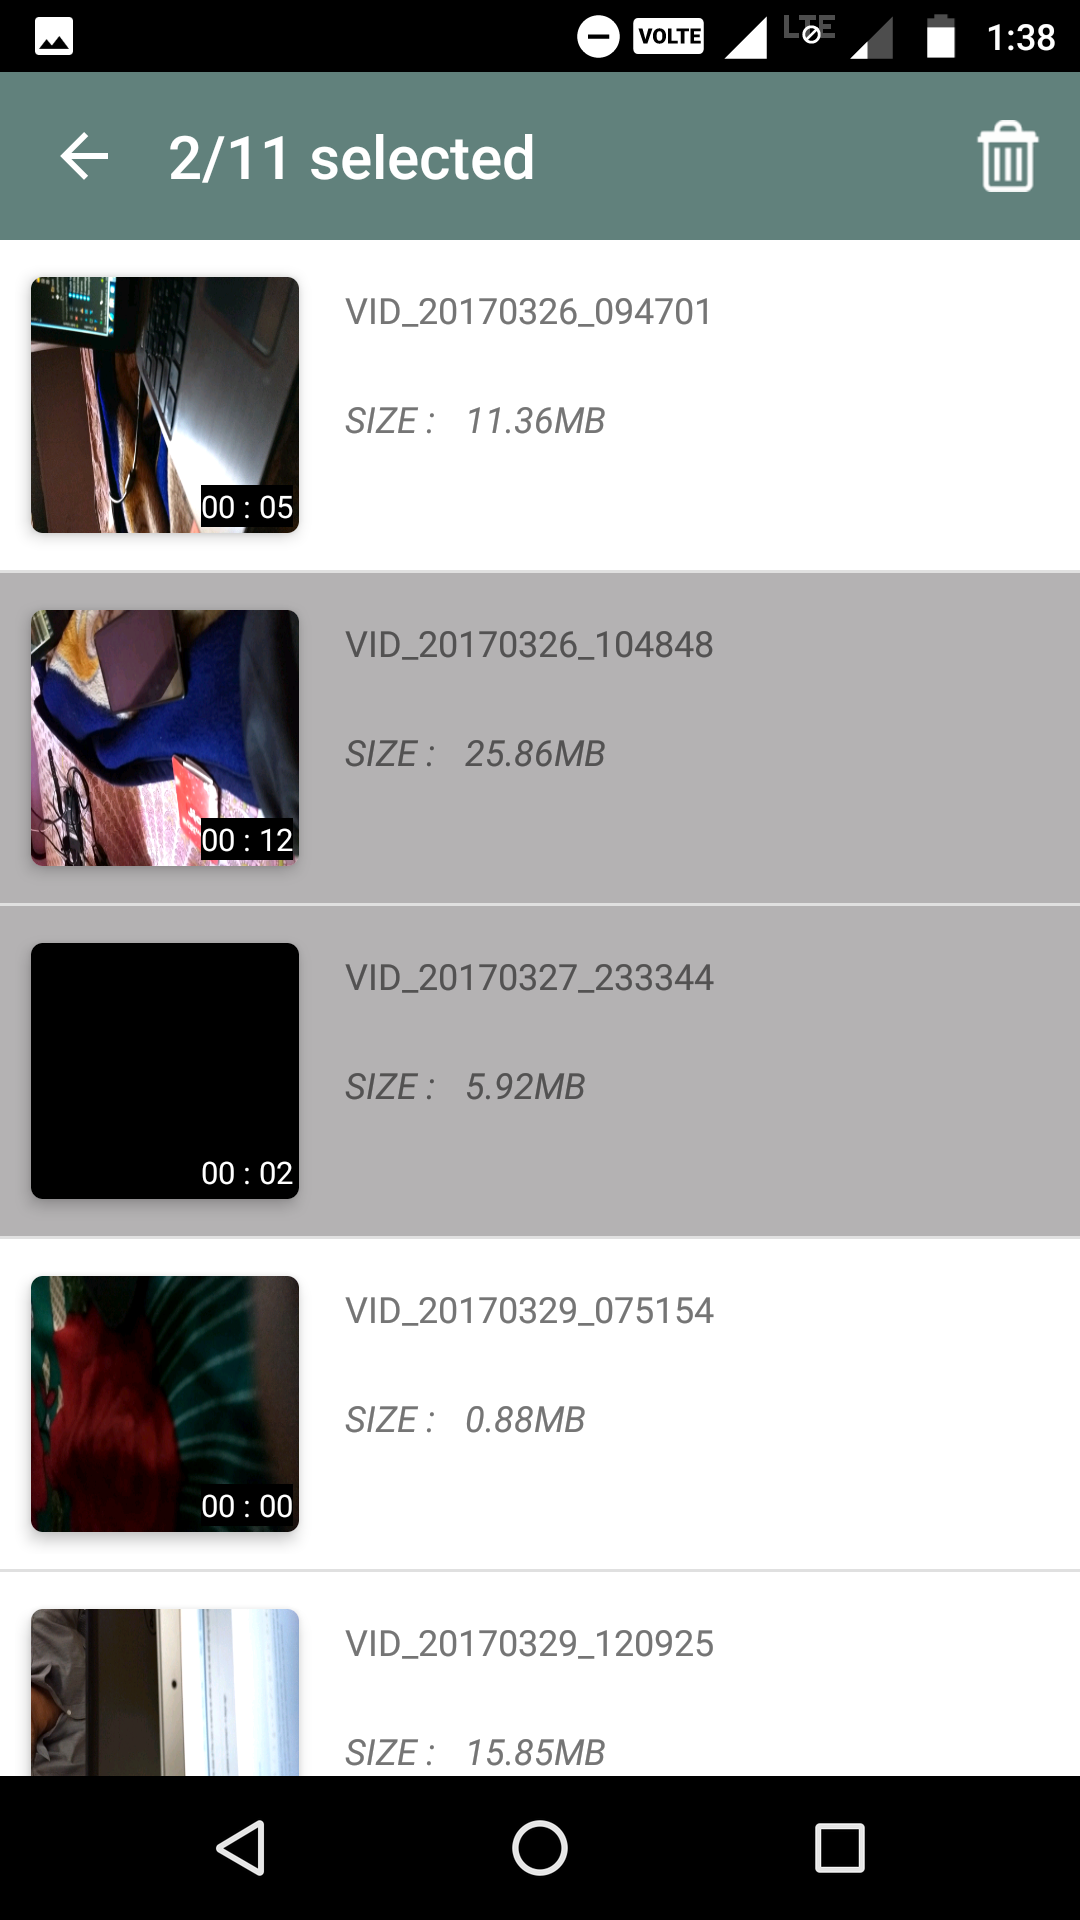 VOLTE LTE 1:38
2/11 selected
VID_20170326_094701
SIZE : 11.36MB
00 : 05
VID_20170326_104848
SIZE : 25.86MB
00 : 12
VID_20170327_233344
SIZE : 5.92MB
00 : 02
VID_20170329_075154
SIZE : 0.88MB
00 : 00
VID_20170329_120925
SIZE : 15.85MB